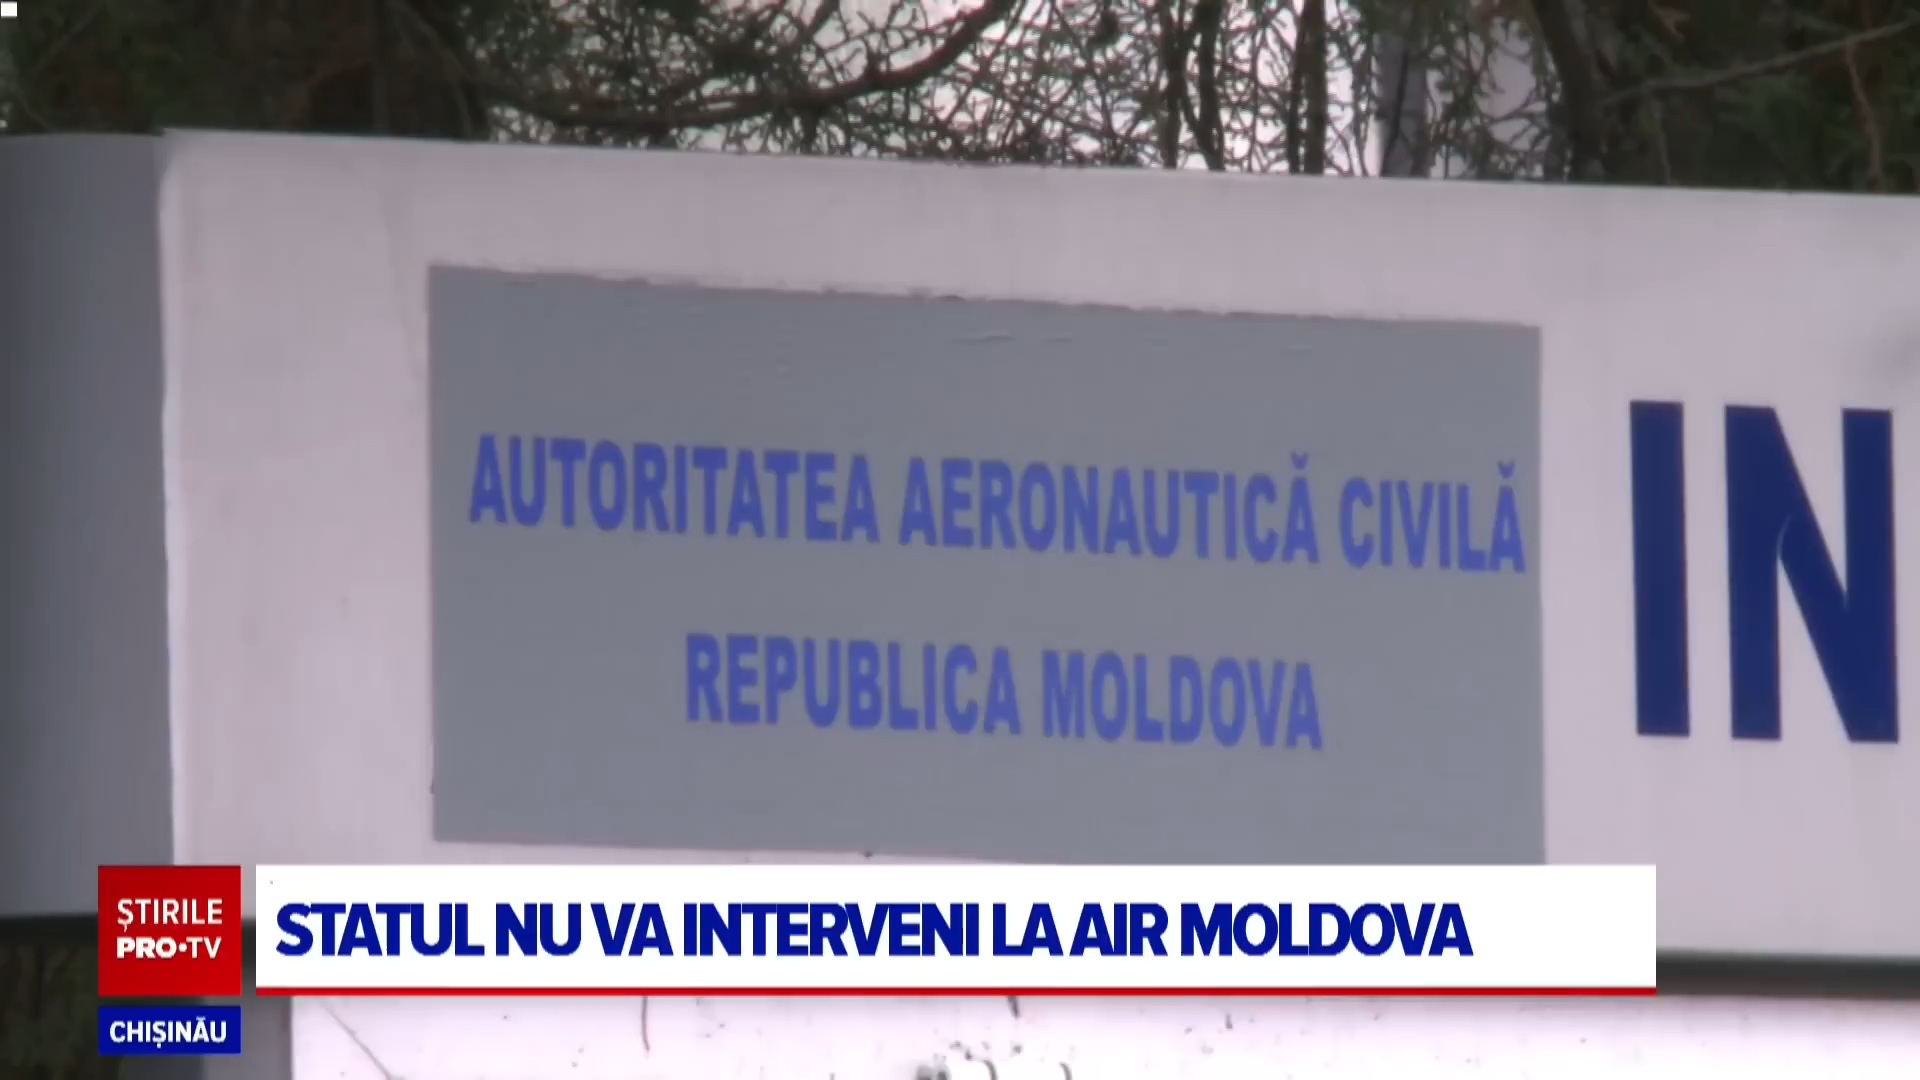 AUTORITATEA AERONAUTICĂ CIVILĂ
REPUBLICA MOLDOVA
IN
ȘTIRILE
PRO•TV
STATUL NU VA INTERVENI LA AIR MOLDOVA
CHIȘINĂU